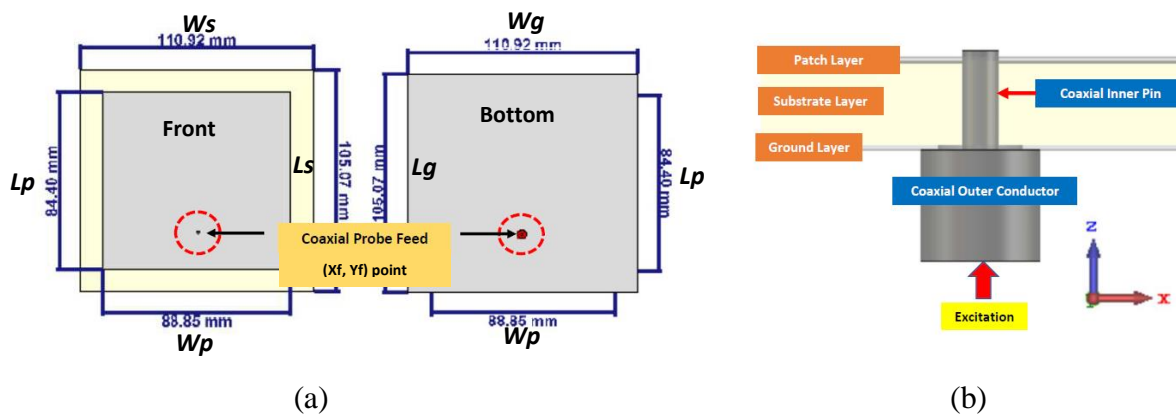 Ws
110.92 mm
Front
Lp
84.40 mm
Ls
105.07 mm
88.85 mm
Wp
Wg
110.92 mm
Bottom
105.07 mm
Lg
84.40 mm
Lp
88.85 mm
Wp
Coaxial Probe Feed
(Xf, Yf) point
Patch Layer
Substrate Layer
Ground Layer
Coaxial Inner Pin
Coaxial Outer Conductor
Excitation
Z
X
(a)
(b)